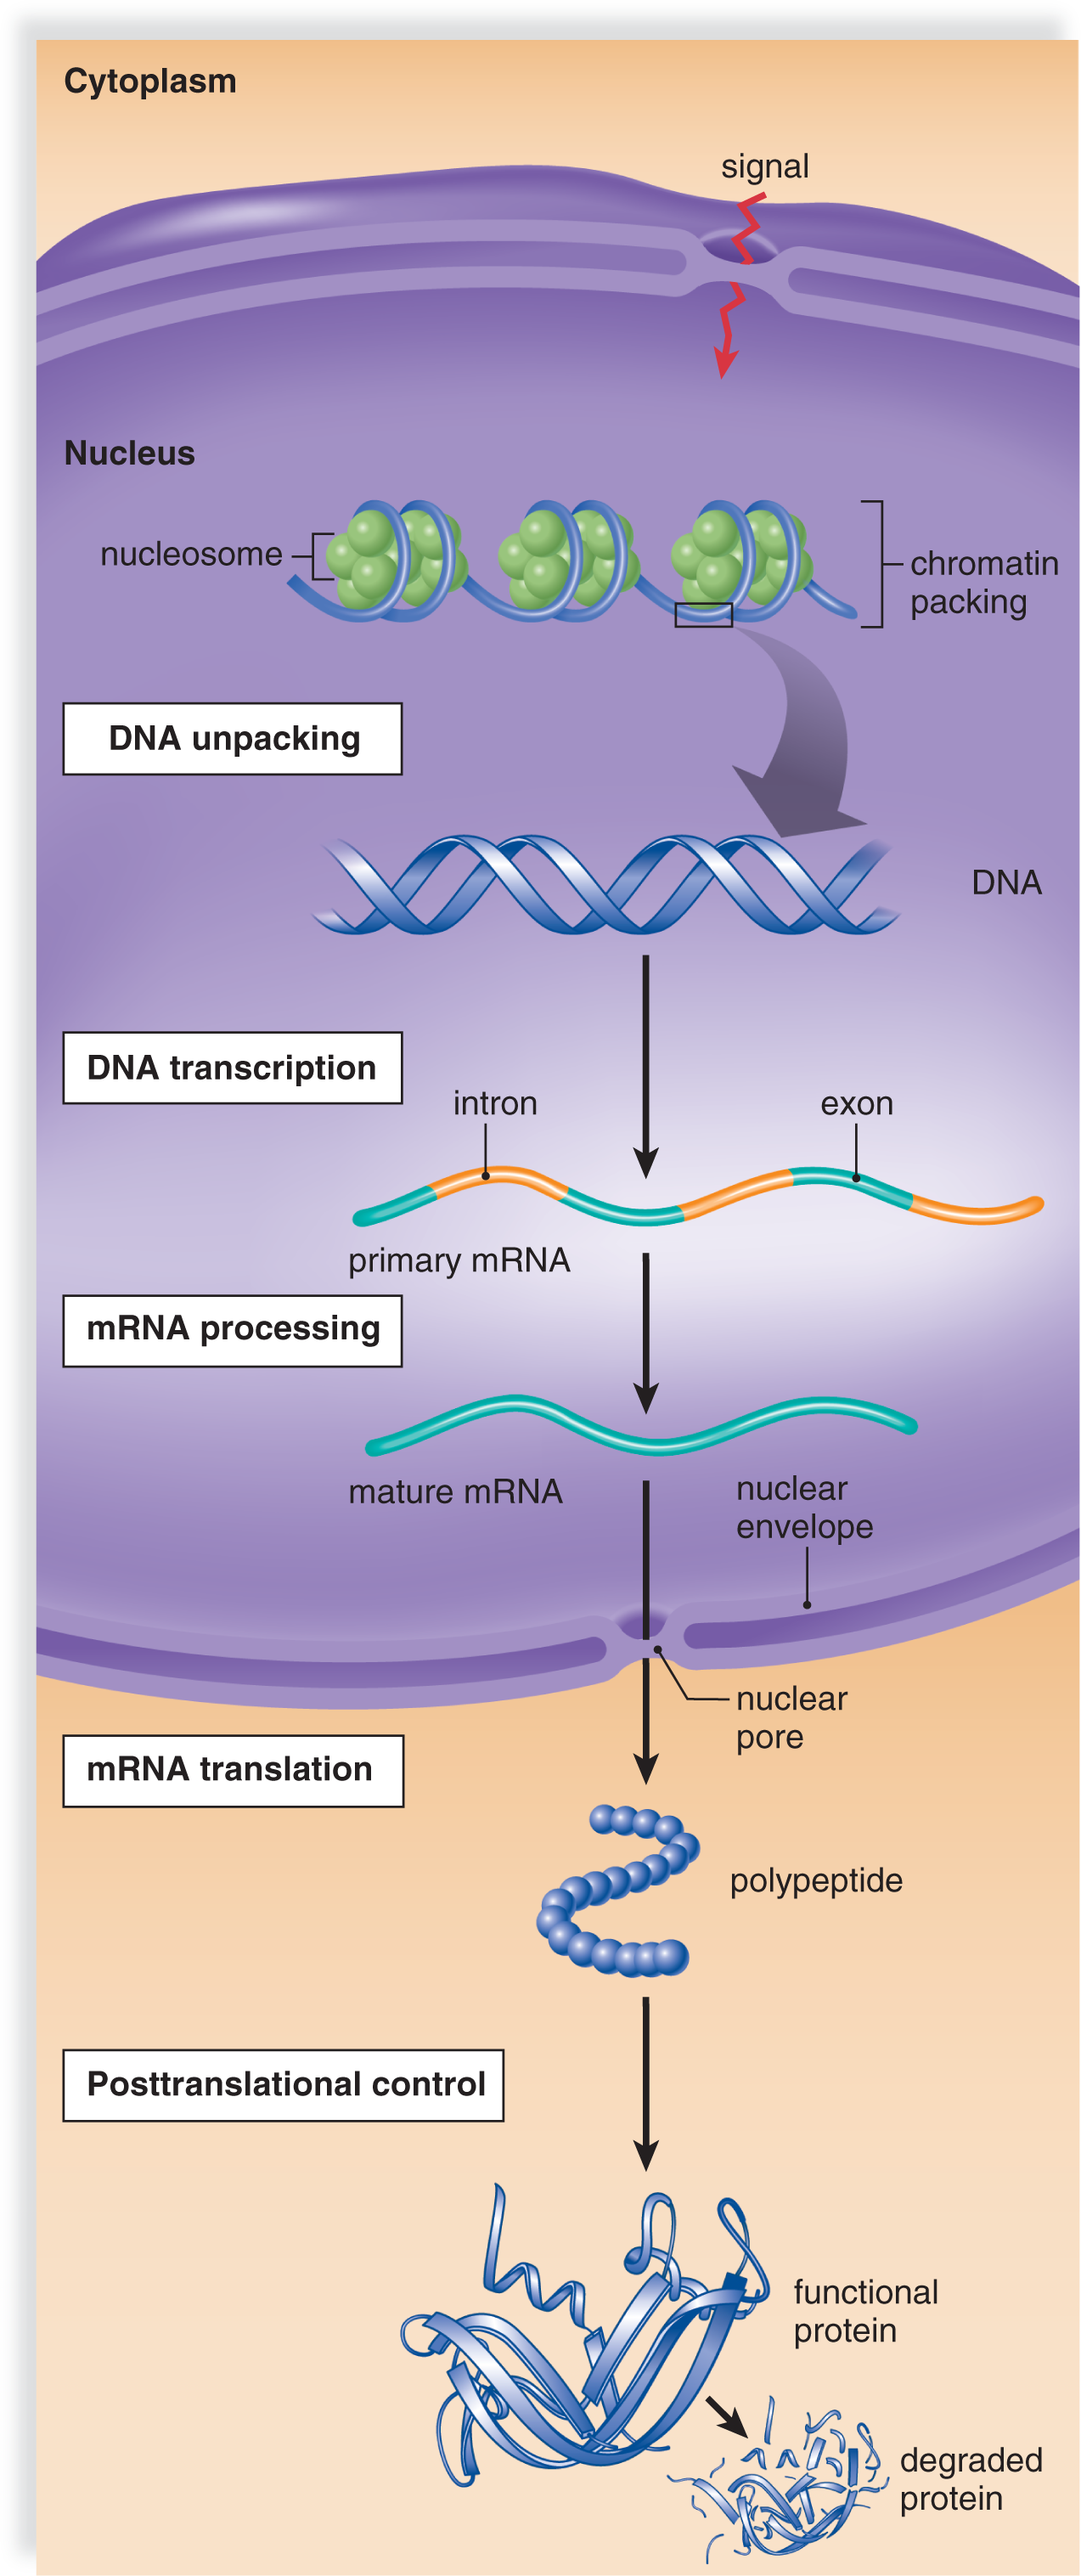 Cytoplasm
signal
Nucleus
nucleosome
chromatin
packing
DNA unpacking
DNA
DNA transcription
intron
exon
primary mRNA
mRNA processing
mature mRNA
nuclear
envelope
nuclear
pore
mRNA translation
polypeptide
Posttranslational control
functional
protein
degraded
protein